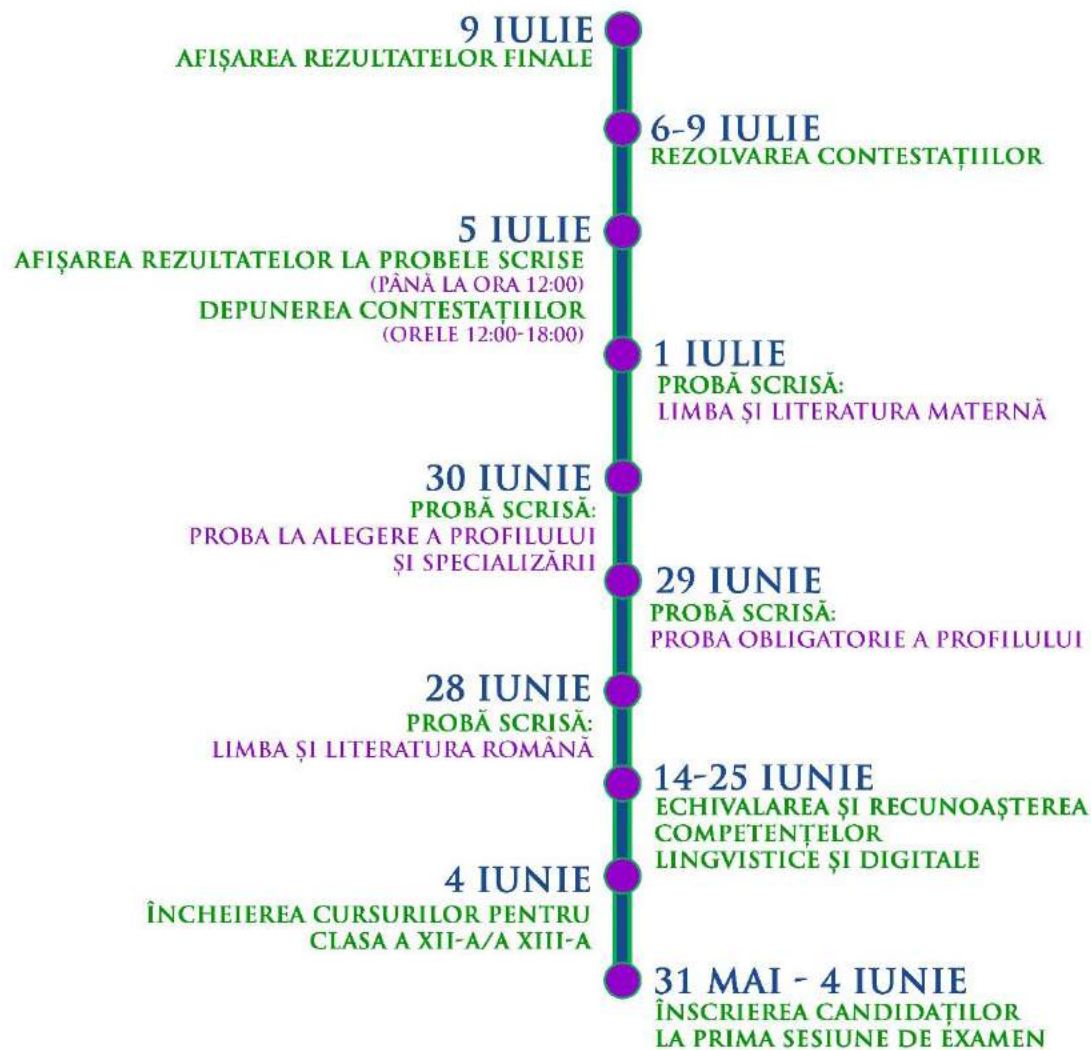 9 IULIE
AFIȘAREA REZULTATELOR FINALE
6-9 IULIE
REZOLVAREA CONTESTAȚIILOR
5 IULIE
AFIȘAREA REZULTATELOR LA PROBELE SCRISE
(PÂNĂ LA ORA 12:00)
DEPUNEREA CONTESTAȚIILOR
(ORELE 12:00-18:00)
1 IULIE
PROBĂ SCRISĂ:
LIMBA ȘI LITERATURA MATERNĂ
30 IUNIE
PROBĂ SCRISĂ:
PROBA LA ALEGERE A PROFILULUI
ȘI SPECIALIZĂRII
29 IUNIE
PROBĂ SCRISĂ:
PROBA OBLIGATORIE A PROFILULUI
28 IUNIE
PROBĂ SCRISĂ:
LIMBA ȘI LITERATURA ROMÂNĂ
14-25 IUNIE
ECHIVALAREA ȘI RECUNOAȘTEREA
COMPETENȚELOR
LINGVISTICE ȘI DIGITALE
4 IUNIE
ÎNCHEIEREA CURSURILOR PENTRU
CLASA A XII-A/A XIII-A
31 MAI - 4 IUNIE
ÎNSCRIEREA CANDIDAȚILOR
LA PRIMA SESIUNE DE EXAMEN